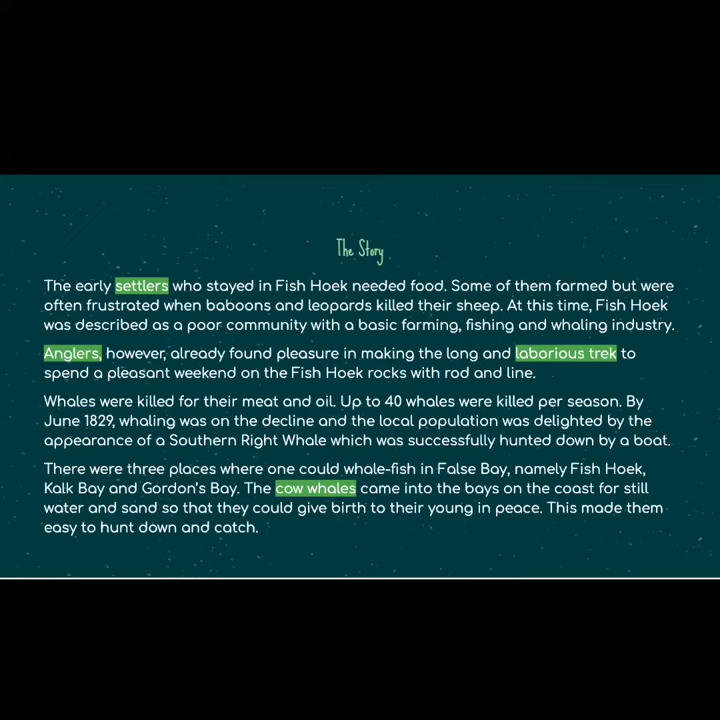 The Story
The early settlers who stayed in Fish Hoek needed food. Some of them farmed but were
often frustrated when baboons and leopards killed their sheep. At this time, Fish Hoek
was described as a poor community with a basic farming, fishing and whaling industry.
Anglers, however, already found pleasure in making the long and laborious trek to
spend a pleasant weekend on the Fish Hoek rocks with rod and line.
Whales were killed for their meat and oil. Up to 40 whales were killed per season. By
June 1829, whaling was on the decline and the local population was delighted by the
appearance of a Southern Right Whale which was successfully hunted down by a boat.
There were three places where one could whale-fish in False Bay, namely Fish Hoek,
Kalk Bay and Gordon's Bay. The cow whales came into the bays on the coast for still
water and sand so that they could give birth to their young in peace. This made them
easy to hunt down and catch.